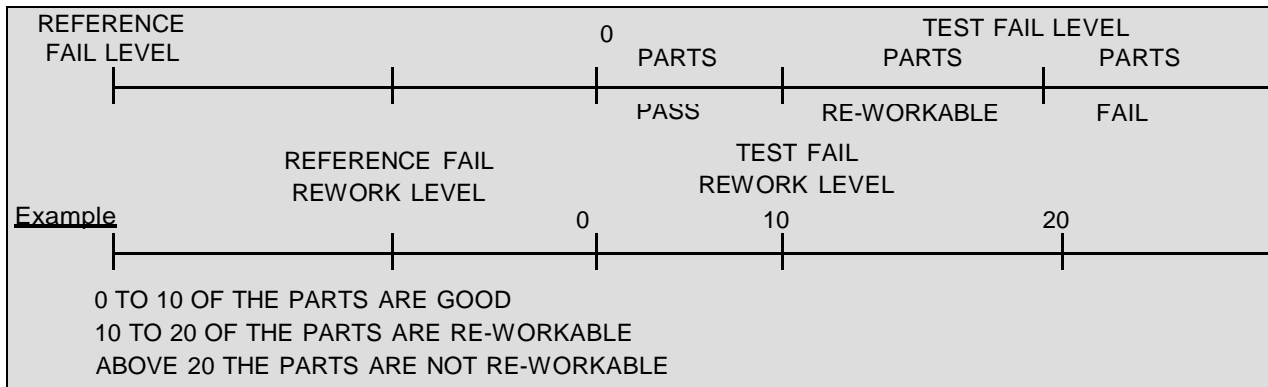 REFERENCE
FAIL LEVEL
0
TEST FAIL LEVEL
PARTS
PARTS
PARTS
PASS
RE-WORKABLE
FAIL
REFERENCE FAIL
REWORK LEVEL
TEST FAIL
REWORK LEVEL
Example
0
10
20
0 TO 10 OF THE PARTS ARE GOOD
10 TO 20 OF THE PARTS ARE RE-WORKABLE
ABOVE 20 THE PARTS ARE NOT RE-WORKABLE